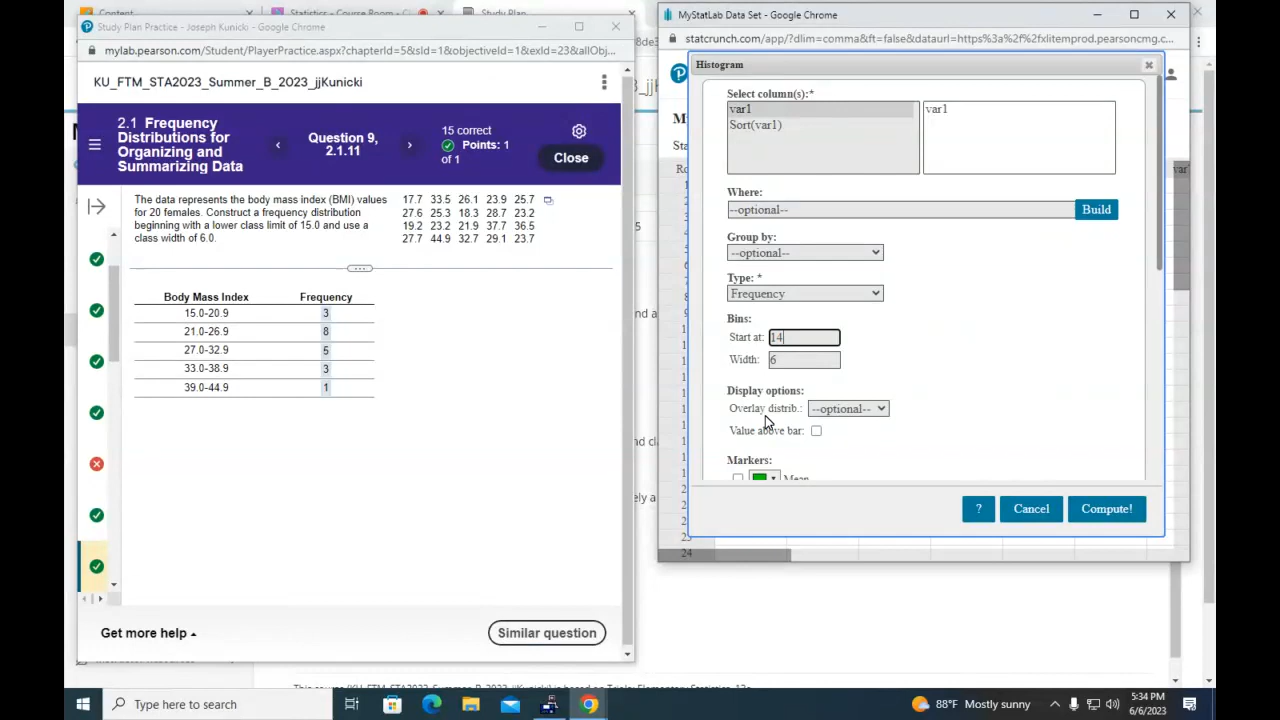 Content
Statistics - Course Room - C
Study Plan
Study Plan Practice - Joseph Kunicki - Google Chrome
mylab.pearson.com/Student/PlayerPractice.aspx?chapterId=5&sId=1&objectiveId=1&exId=23&allObj...
KU_FTM_STA2023_Summer_B_2023_jjKunicki
2.1 Frequency
Distributions for
Organizing and
Summarizing Data
Question 9,
2.1.11
15 correct
Points: 1
of 1
Close
The data represents the body mass index (BMI) values
for 20 females. Construct a frequency distribution
beginning with a lower class limit of 15.0 and use a
class width of 6.0.
17.7 33.5 26.1 23.9 25.7
27.6 25.3 18.3 28.7 23.2
19.2 23.2 21.9 37.7 36.5
27.7 44.9 32.7 29.1 23.7
Body Mass Index Frequency
15.0-20.9 3
21.0-26.9 8
27.0-32.9 5
33.0-38.9 3
39.0-44.9 1
Get more help
Similar question
MyStatLab Data Set - Google Chrome
statcrunch.com/app/?dlim=comma&ft=false&dataurl=https%3a%2f%2fxlitemprod.pearsoncmg.c...
Histogram
Select column(s):*
var1
Sort(var1)
var1
Where:
--optional--
Build
Group by:
--optional--
Type: *
Frequency
Bins:
Start at: 14
Width: 6
Display options:
Overlay distrib.: --optional--
Value above bar:
Markers:
Mean
? Cancel Compute!
24
Type here to search
88°F Mostly sunny
5:34 PM
6/6/2023